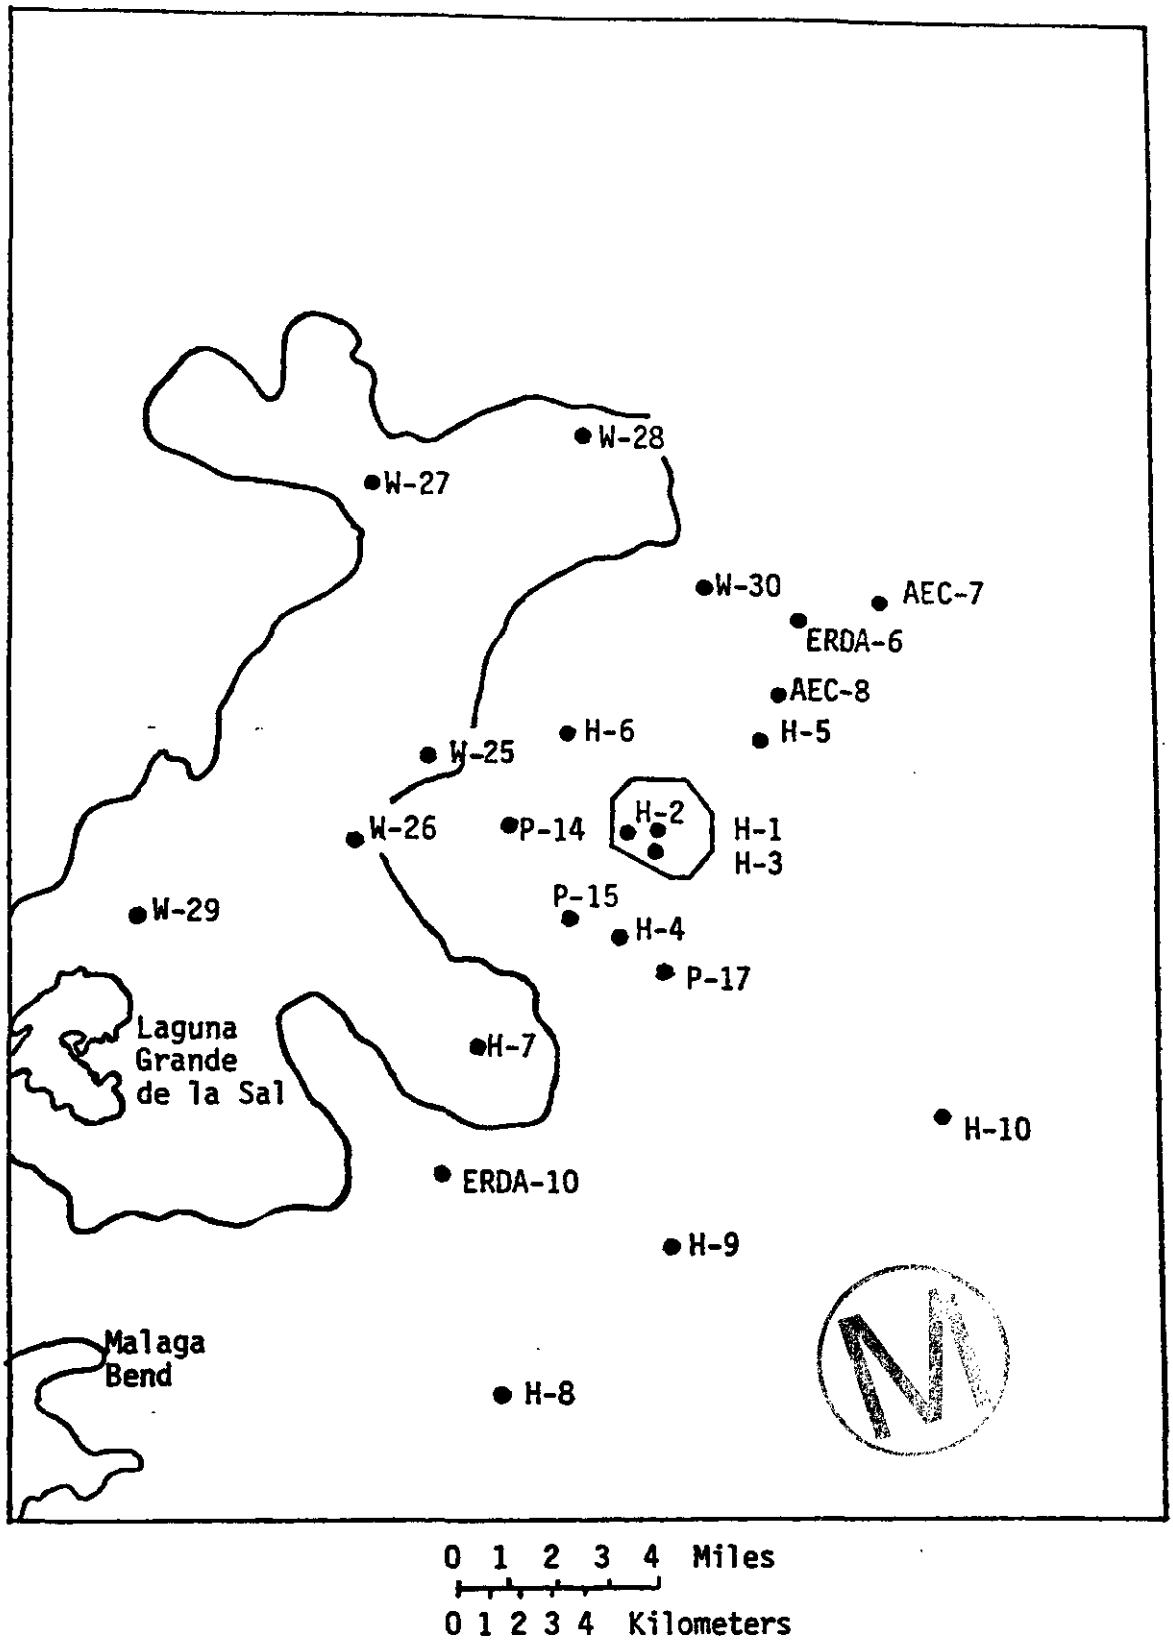 W-28
W-27
W-30
AEC-7
ERDA-6
AEC-8
H-6
H-5
W-25
H-2
W-26
P-14
H-1
H-3
P-15
W-29
H-4
P-17
Laguna
Grande
de la Sal
H-7
H-10
ERDA-10
H-9
Malaga
Bend
H-8
M
0 1 2 3 4 Miles
0 1 2 3 4 Kilometers